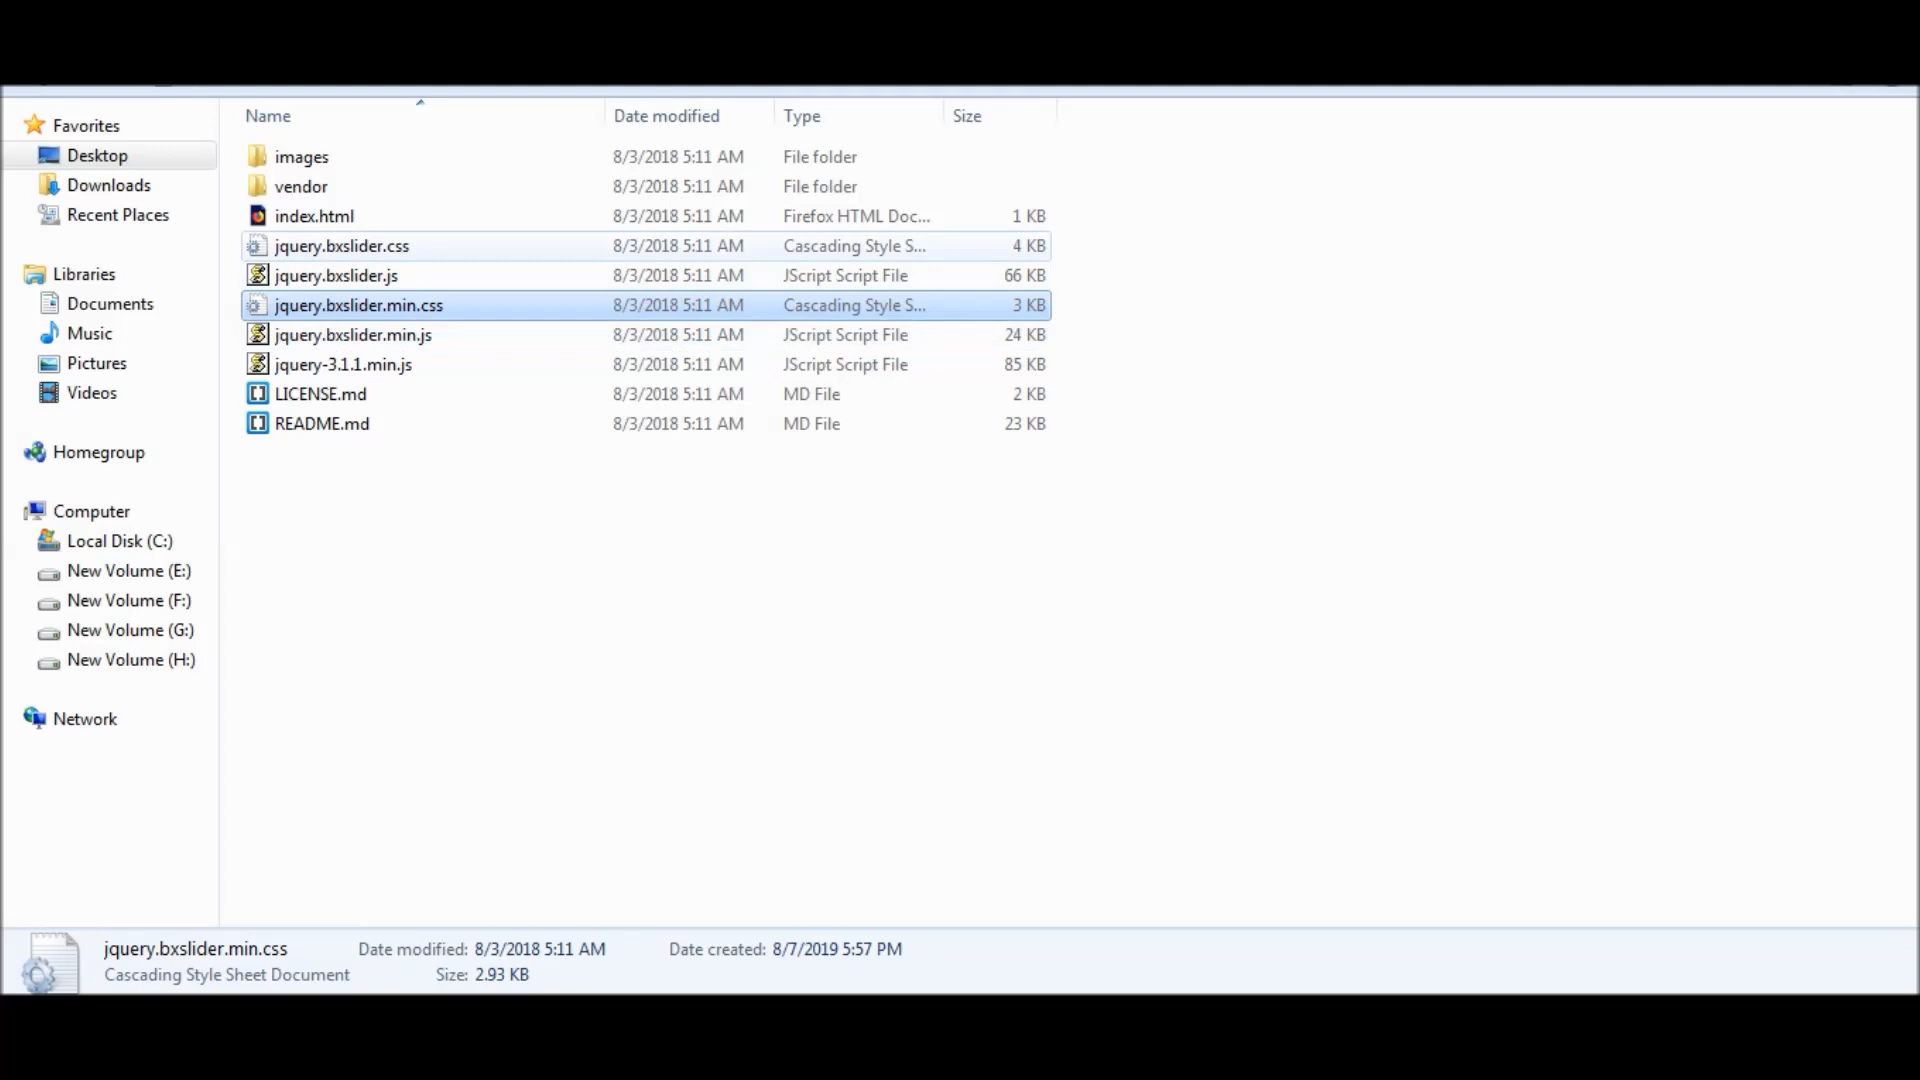 Name Date modified Type Size
Favorites
Desktop
Downloads
Recent Places
Libraries
Documents
Music
Pictures
Videos
Homegroup
Computer
Local Disk (C:)
New Volume (E:)
New Volume (F:)
New Volume (G:)
New Volume (H:)
Network
images 8/3/2018 5:11 AM File folder
vendor 8/3/2018 5:11 AM File folder
index.html 8/3/2018 5:11 AM Firefox HTML Doc... 1 KB
jquery.bxslider.css 8/3/2018 5:11 AM Cascading Style S... 4 KB
jquery.bxslider.js 8/3/2018 5:11 AM JScript Script File 66 KB
jquery.bxslider.min.css 8/3/2018 5:11 AM Cascading Style S... 3 KB
jquery.bxslider.min.js 8/3/2018 5:11 AM JScript Script File 24 KB
jquery-3.1.1.min.js 8/3/2018 5:11 AM JScript Script File 85 KB
LICENSE.md 8/3/2018 5:11 AM MD File 2 KB
README.md 8/3/2018 5:11 AM MD File 23 KB
jquery.bxslider.min.css Date modified: 8/3/2018 5:11 AM Date created: 8/7/2019 5:57 PM
Cascading Style Sheet Document Size: 2.93 KB